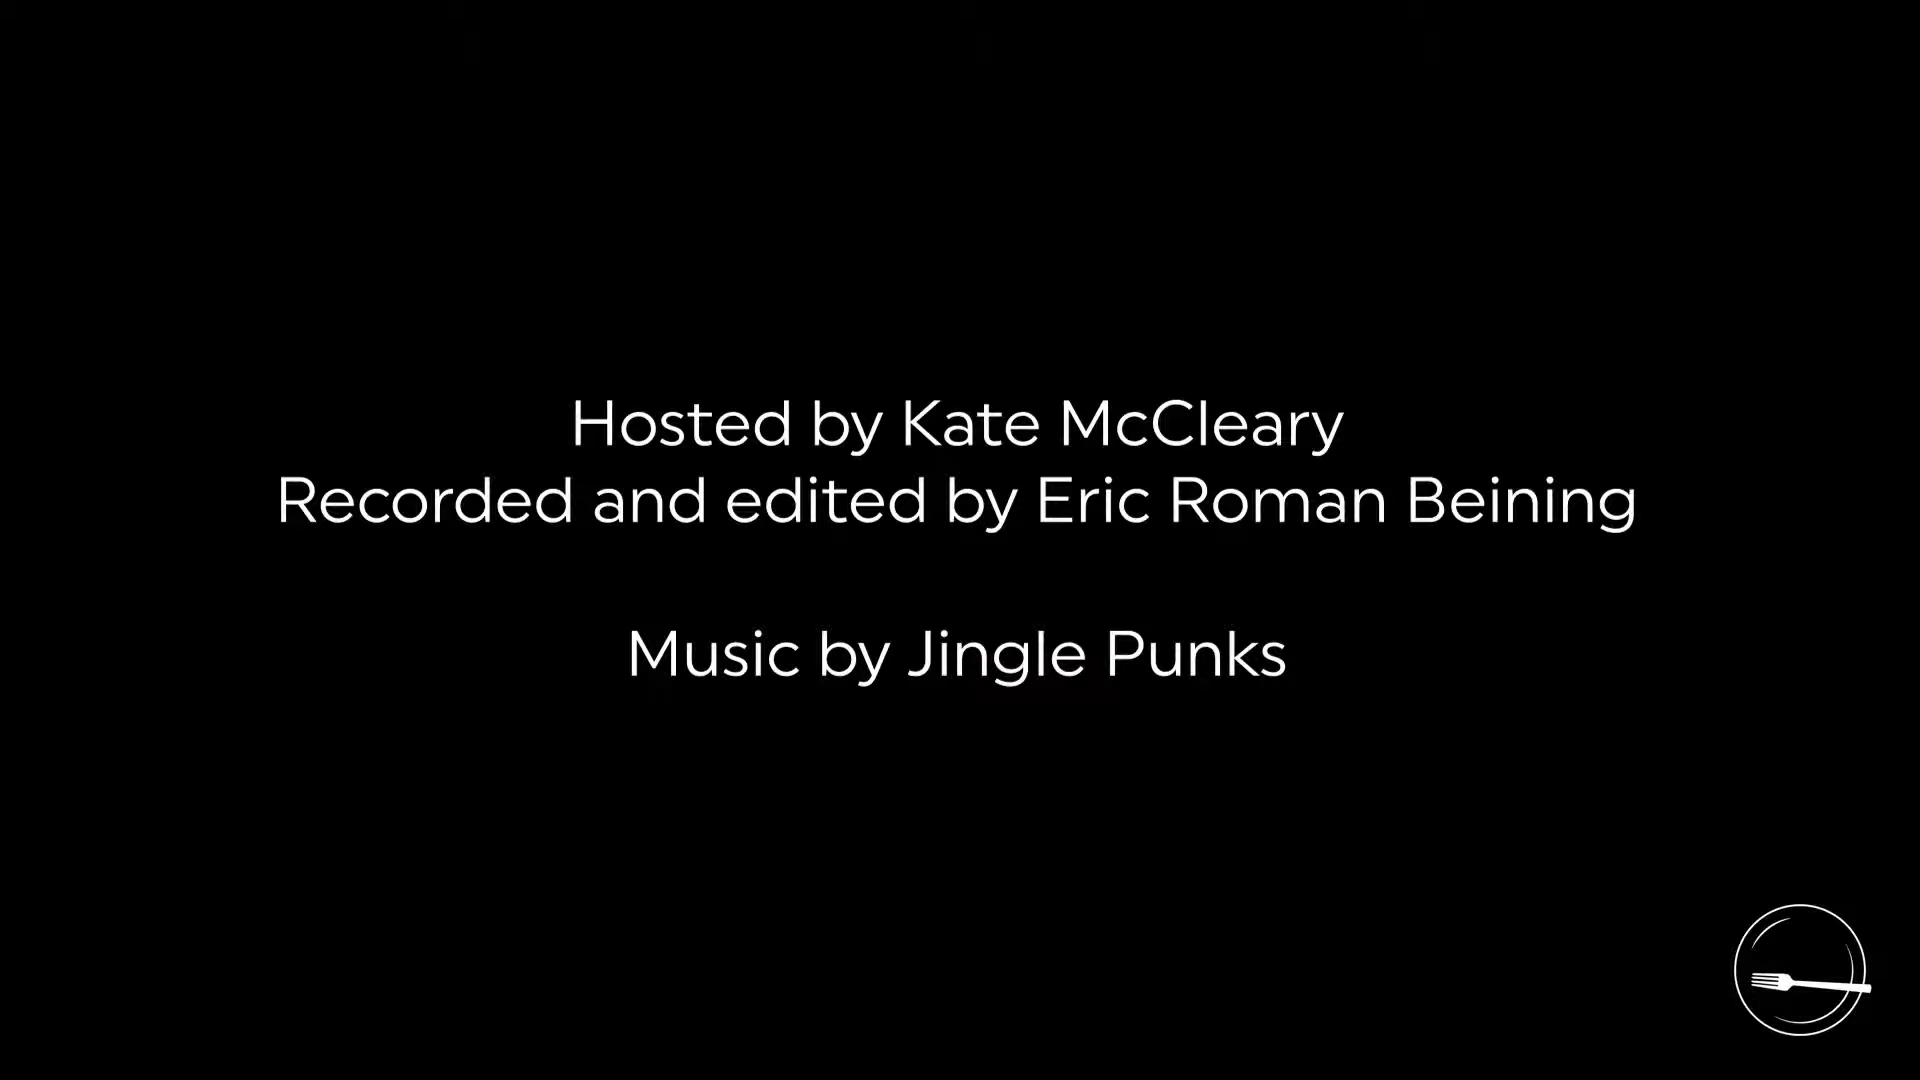 Hosted by Kate McCleary
Recorded and edited by Eric Roman Beining
Music by Jingle Punks